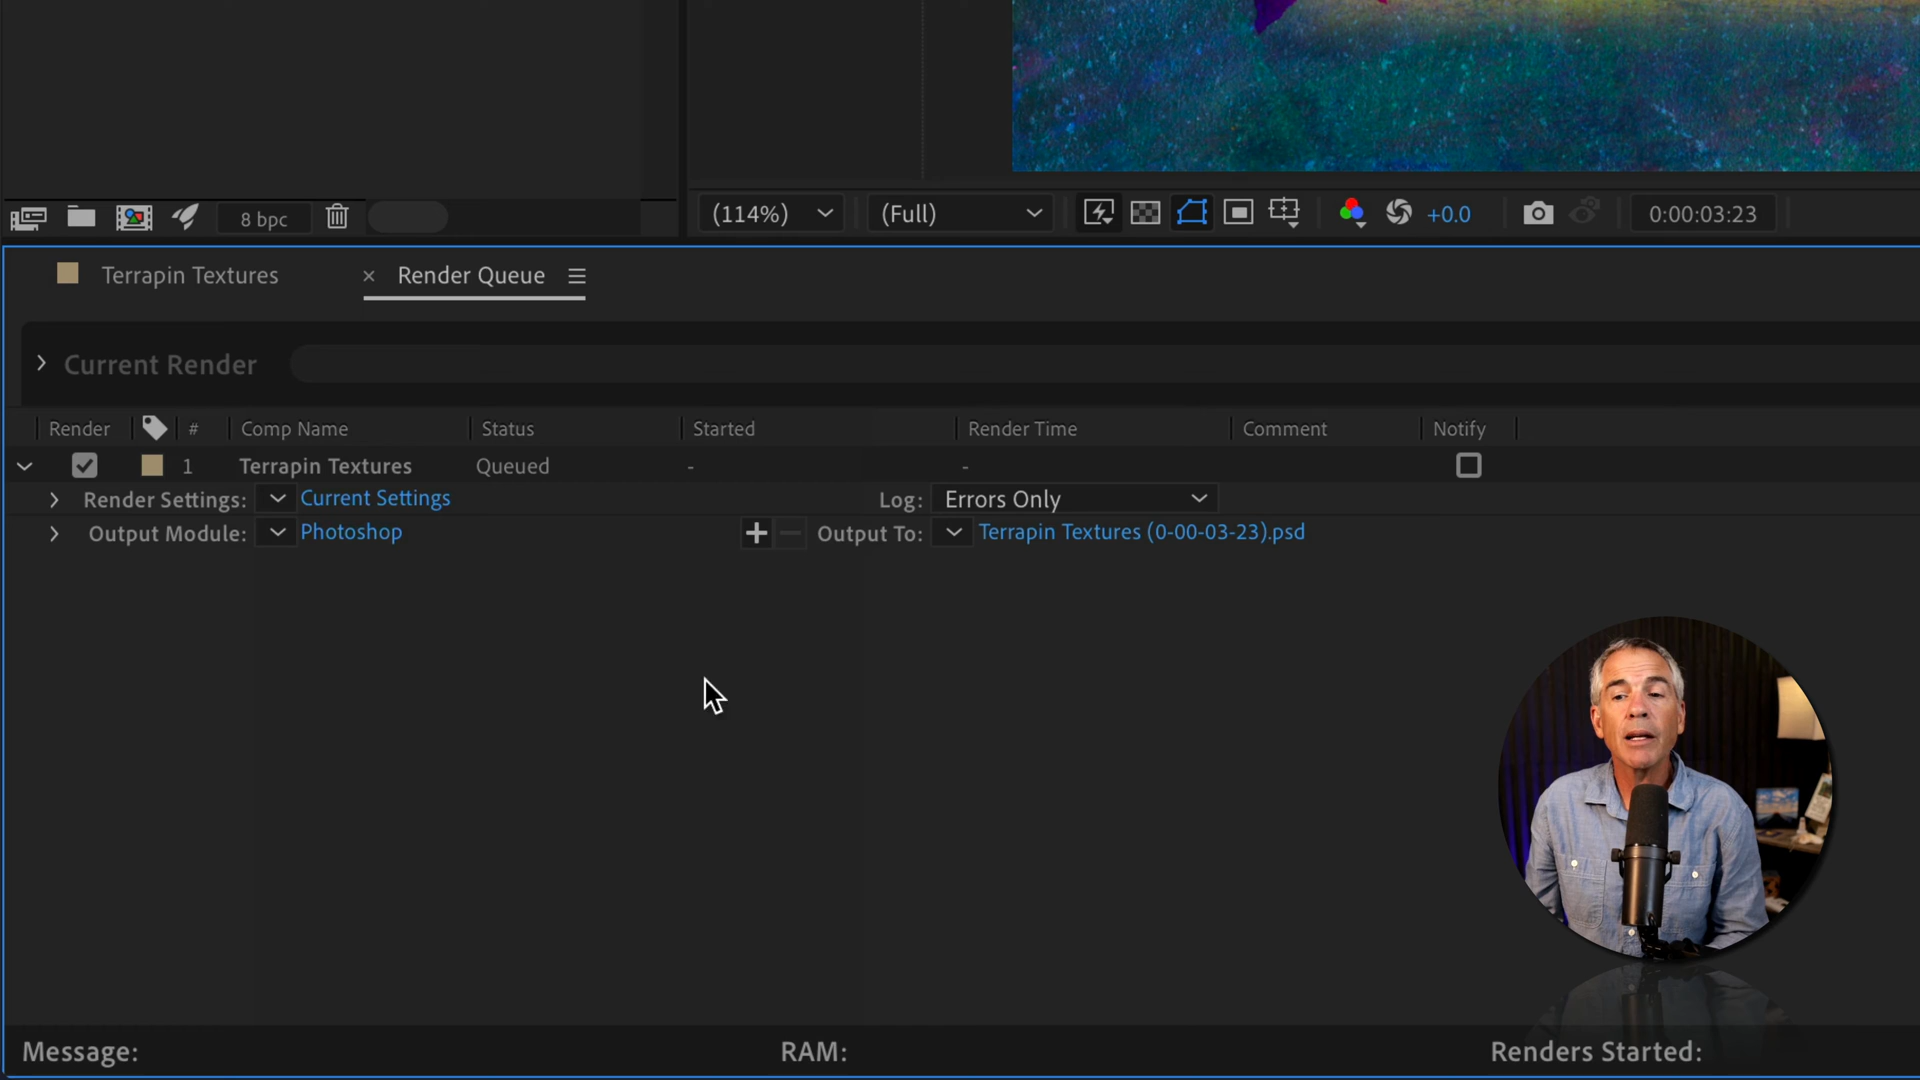 8 bpc
(114%)
(Full)
+0.0
0:00:03:23
Terrapin Textures
× Render Queue
Current Render
Render
#
Comp Name
Status
Started
Render Time
Comment
Notify
1
Terrapin Textures
Queued
-
-
Render Settings:
Current Settings
Log:
Errors Only
Output Module:
Photoshop
Output To:
Terrapin Textures (0-00-03-23).psd
Message:
RAM:
Renders Started: